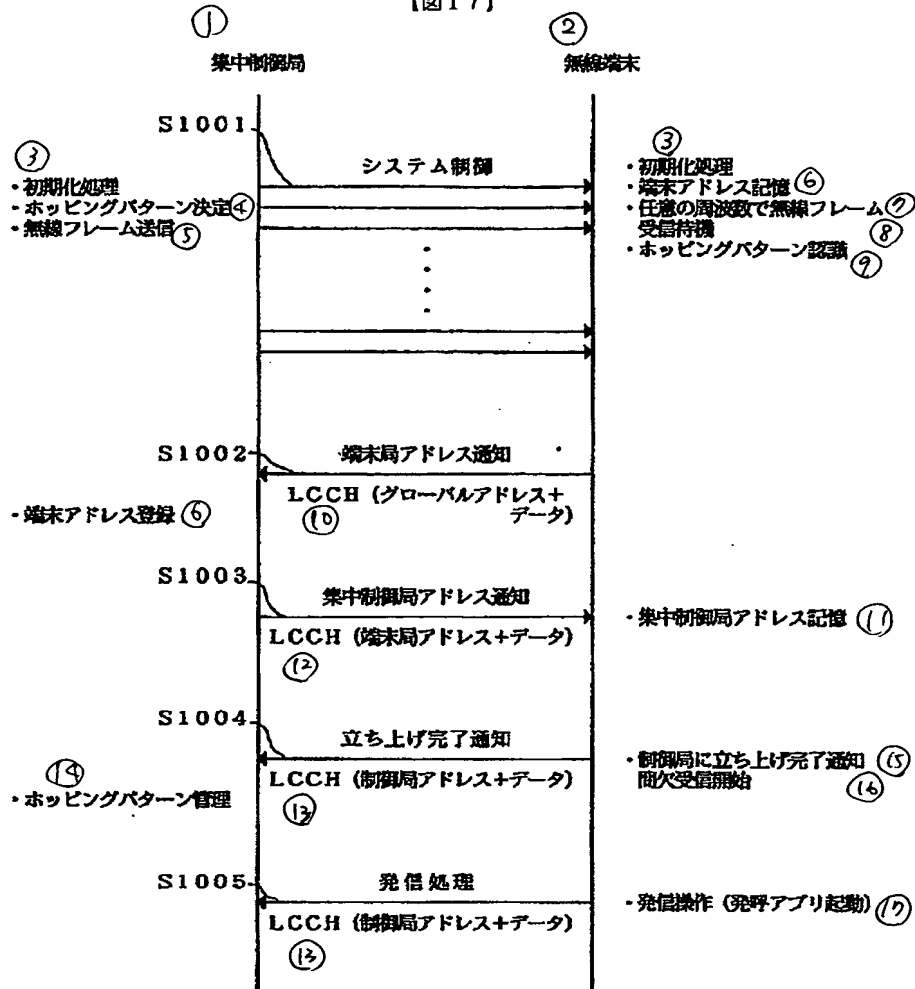 【図17】
① ②
集中制御局 無線端末
S1001
③
・初期化処理
・ホッピングパターン決定④
・無線フレーム送信⑤
システム制御
③
・初期化処理
・端末アドレス記憶⑥
・任意の周波数で無線フレーム⑦
受信待機⑧
・ホッピングパターン認識⑨
S1002
端末局アドレス通知
LCCH(グローバルアドレス+
データ)
⑩
・端末アドレス登録⑥
S1003
集中制御局アドレス通知
LCCH(端末局アドレス+データ)
⑫
・集中制御局アドレス記憶⑪
S1004
立ち上げ完了通知
LCCH(制御局アドレス+データ)
⑬
⑭
・ホッピングパターン管理
・制御局に立ち上げ完了通知⑮
間欠受信開始⑯
S1005
発信処理
LCCH(制御局アドレス+データ)
⑬
・発信操作(発呼アプリ起動)⑰